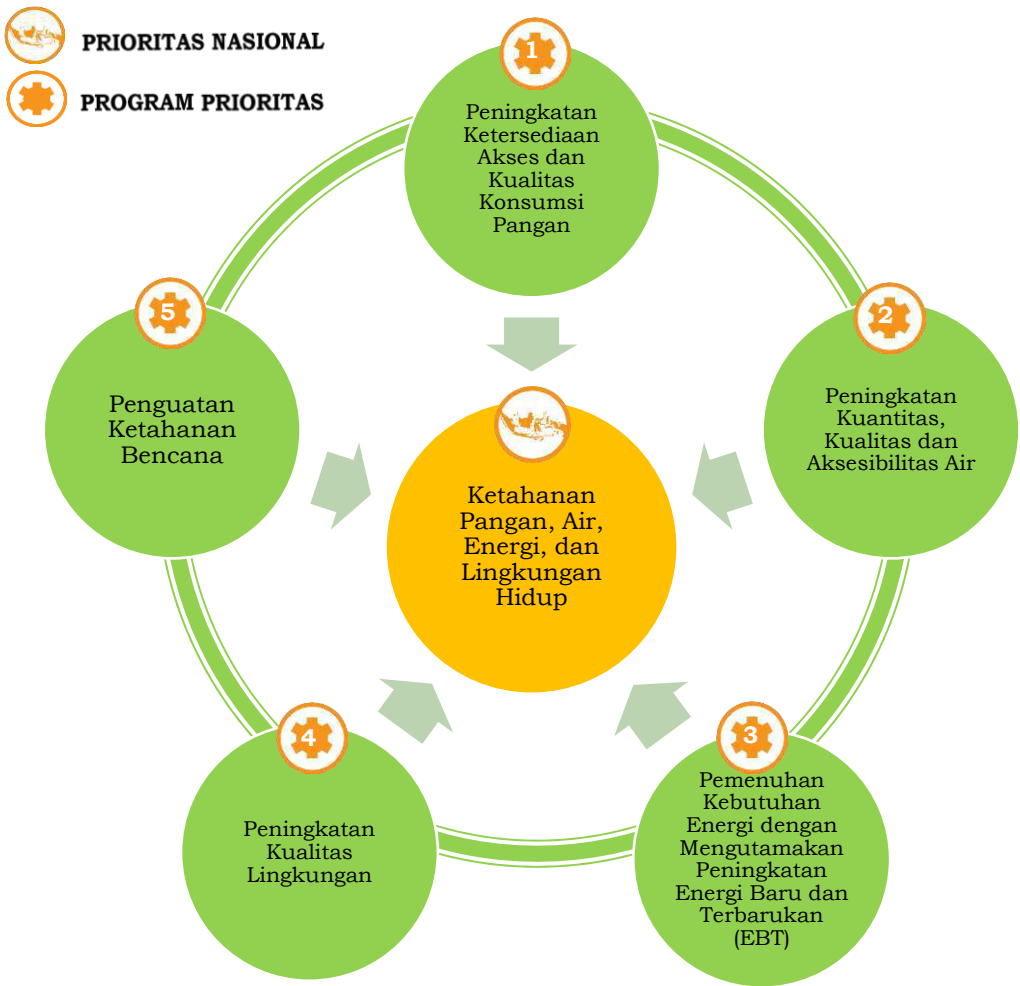 PRIORITAS NASIONAL
PROGRAM PRIORITAS
1
Peningkatan
Ketersediaan
Akses dan
Kualitas
Konsumsi
Pangan
2
Peningkatan
Kuantitas,
Kualitas dan
Aksesibilitas Air
3
Pemenuhan
Kebutuhan
Energi dengan
Mengutamakan
Peningkatan
Energi Baru dan
Terbarukan
(EBT)
4
Peningkatan
Kualitas
Lingkungan
5
Penguatan
Ketahanan
Bencana
Ketahanan
Pangan, Air,
Energi, dan
Lingkungan
Hidup